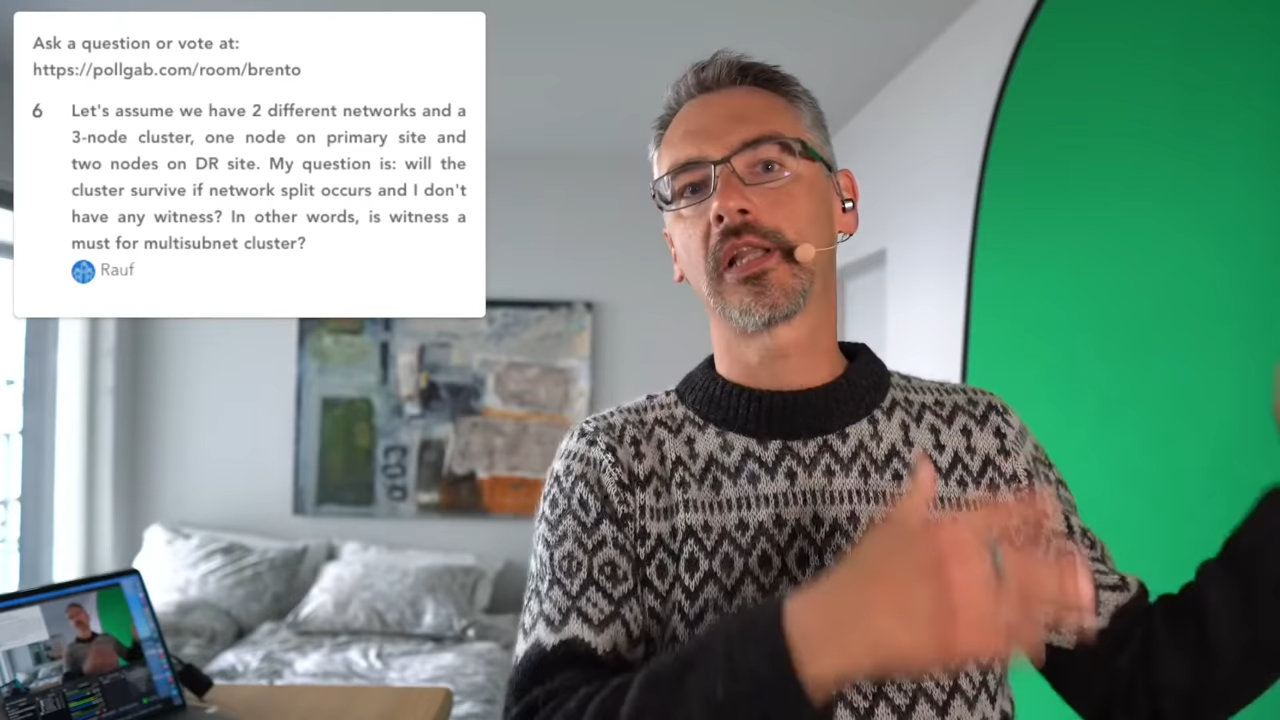 Ask a question or vote at:
https://pollgab.com/room/brento
6 Let's assume we have 2 different networks and a
3-node cluster, one node on primary site and
two nodes on DR site. My question is: will the
cluster survive if network split occurs and I don't
have any witness? In other words, is witness a
must for multisubnet cluster?
Rauf